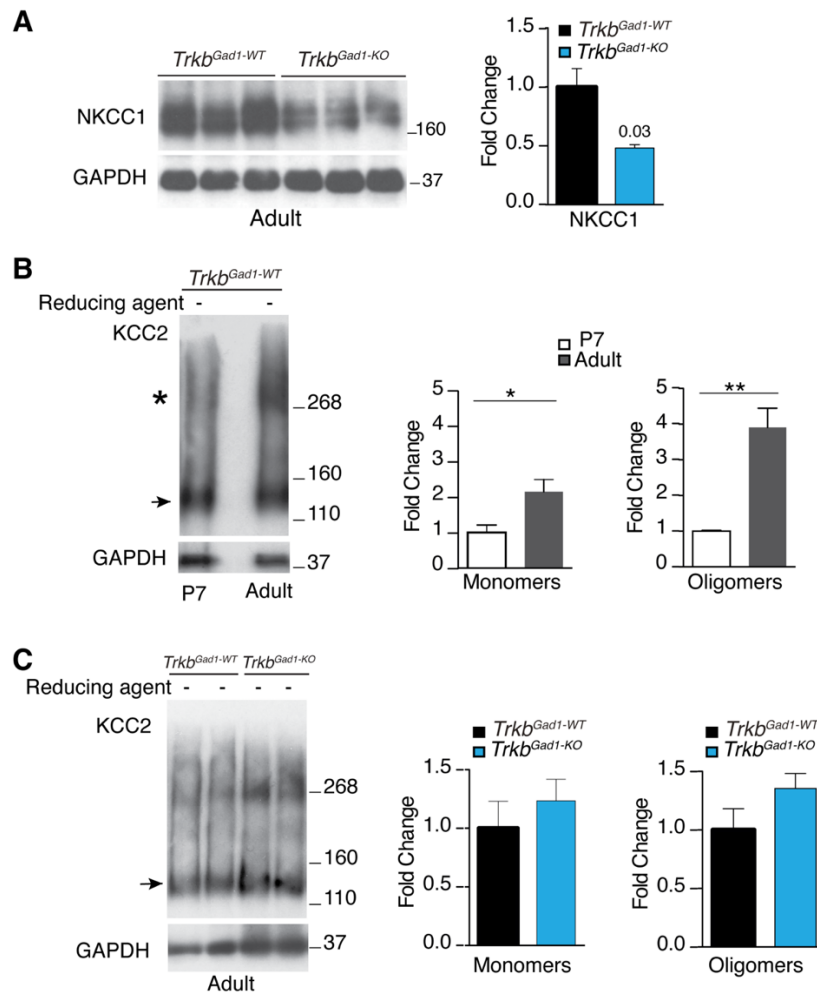 A
Trkb^Gad1-WT Trkb^Gad1-KO
NKCC1
160
GAPDH
37
Adult
Trkb^Gad1-WT
Trkb^Gad1-KO
Fold Change
1.5
1.0
0.5
0.0
0.03
NKCC1
B
Trkb^Gad1-WT
Reducing agent - -
KCC2
*
268
160
110
GAPDH
37
P7 Adult
P7
Adult
Fold Change
5
4
3
2
1
0
*
Monomers
Fold Change
5
4
3
2
1
0
**
Oligomers
C
Trkb^Gad1-WT Trkb^Gad1-KO
Reducing agent - - - -
KCC2
268
160
110
GAPDH
37
Adult
Trkb^Gad1-WT
Trkb^Gad1-KO
Fold Change
1.5
1.0
0.5
0.0
Monomers
Trkb^Gad1-WT
Trkb^Gad1-KO
Fold Change
1.5
1.0
0.5
0.0
Oligomers